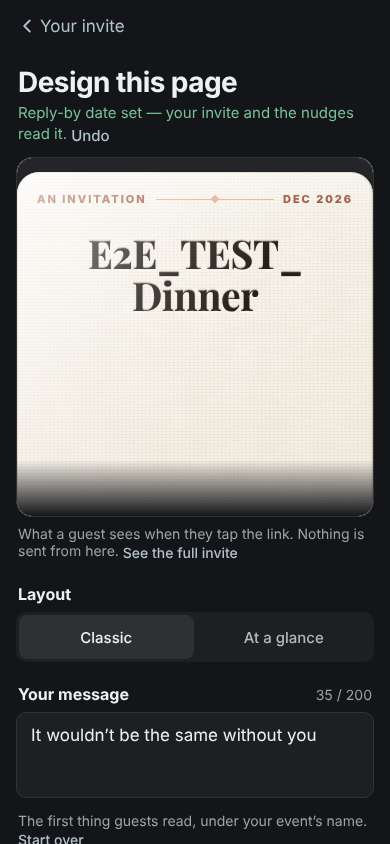 Your invite
Design this page
Reply-by date set — your invite and the nudges
read it. Undo
AN INVITATION DEC 2026
E2E_TEST_
Dinner
What a guest sees when they tap the link. Nothing is
sent from here. See the full invite
Layout
Classic At a glance
Your message 35 / 200
It wouldn’t be the same without you
The first thing guests read, under your event’s name.
Start over